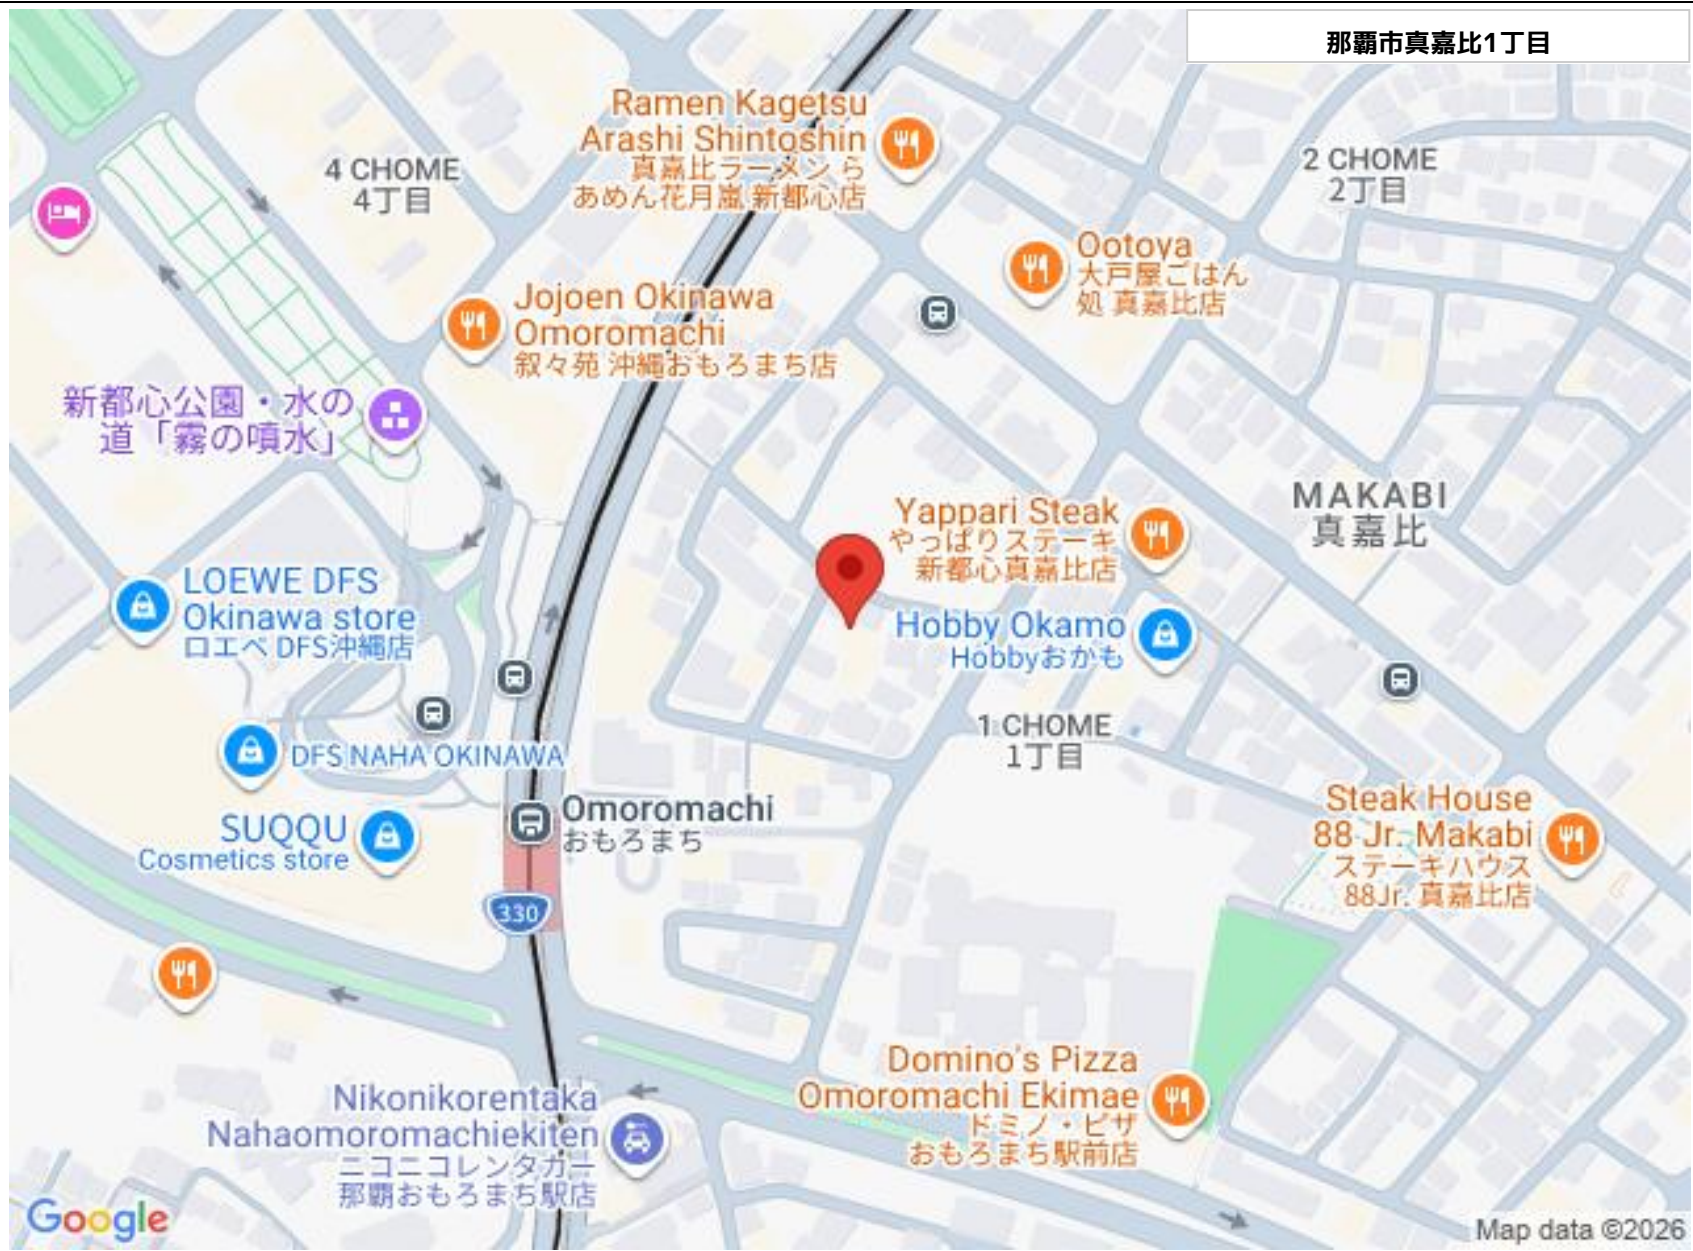 那覇市真嘉比1丁目
Ramen Kagetsu
Arashi Shintoshin
真嘉比ラーメン ら
あめん花月嵐 新都心店
4 CHOME
4丁目
2 CHOME
2丁目
Ootoya
大戸屋ごはん
処 真嘉比店
Jojoen Okinawa
Omoromachi
叙々苑 沖縄おもろまち店
新都心公園・水の
道「霧の噴水」
MAKABI
真嘉比
Yappari Steak
やっぱりステーキ
新都心真嘉比店
LOEWE DFS
Okinawa store
ロエベ DFS沖縄店
Hobby Okamo
Hobbyおかも
1 CHOME
1丁目
DFS NAHA OKINAWA
Omoromachi
おもろまち
SUQQU
Cosmetics store
Steak House
88 Jr. Makabi
ステーキハウス
88Jr. 真嘉比店
330
Domino's Pizza
Omoromachi Ekimae
ドミノ・ピザ
おもろまち駅前店
Nikonikorentaka
Nahaomoromachiekiten
ニコニコレンタカー
那覇おもろまち駅店
Google
Map data ©2026